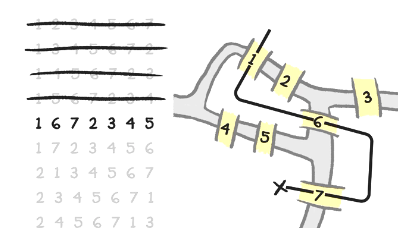 1 2 3 4 5 6 7
1 3 4 5 6 7 2
1 4 5 6 7 2 3
1 5 6 7 2 3 4
1 6 7 2 3 4 5
1 7 2 3 4 5 6
2 1 3 4 5 6 7
2 3 4 5 6 7 1
2 4 5 6 7 1 3
1
2
3
6
4
5
7